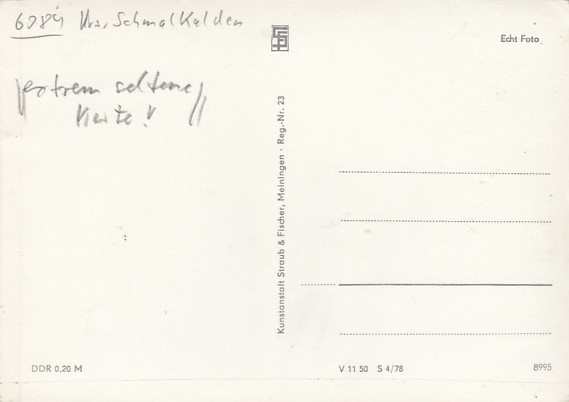 6084 Krs. Schmalkalden
Echt Foto
extrem seltene
Karte!
Kunstanstalt Straub & Fischer, Meiningen · Reg.-Nr. 23
DDR 0,20 M
V 11 50 S 4/78
8995